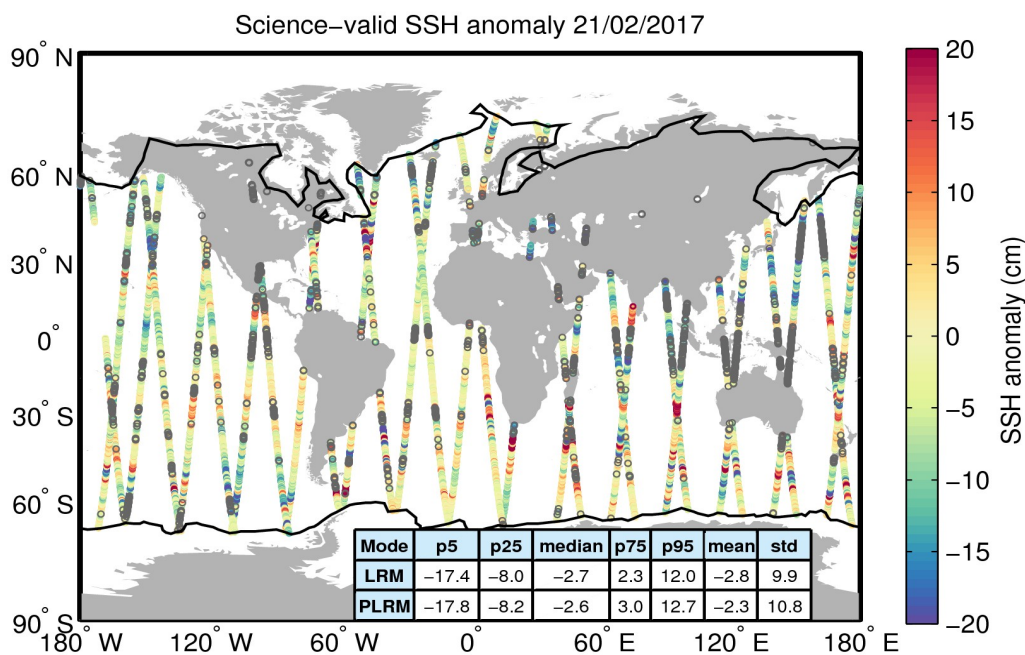 Science−valid SSH anomaly 21/02/2017
90° N
60° N
30° N
0°
30° S
60° S
90° S
180° W
120° W
60° W
0°
60° E
120° E
180° E
Mode p5 p25 median p75 p95 mean std
LRM −17.4 −8.0 −2.7 2.3 12.0 −2.8 9.9
PLRM −17.8 −8.2 −2.6 3.0 12.7 −2.3 10.8
20
15
10
5
0
−5
−10
−15
−20
SSH anomaly (cm)